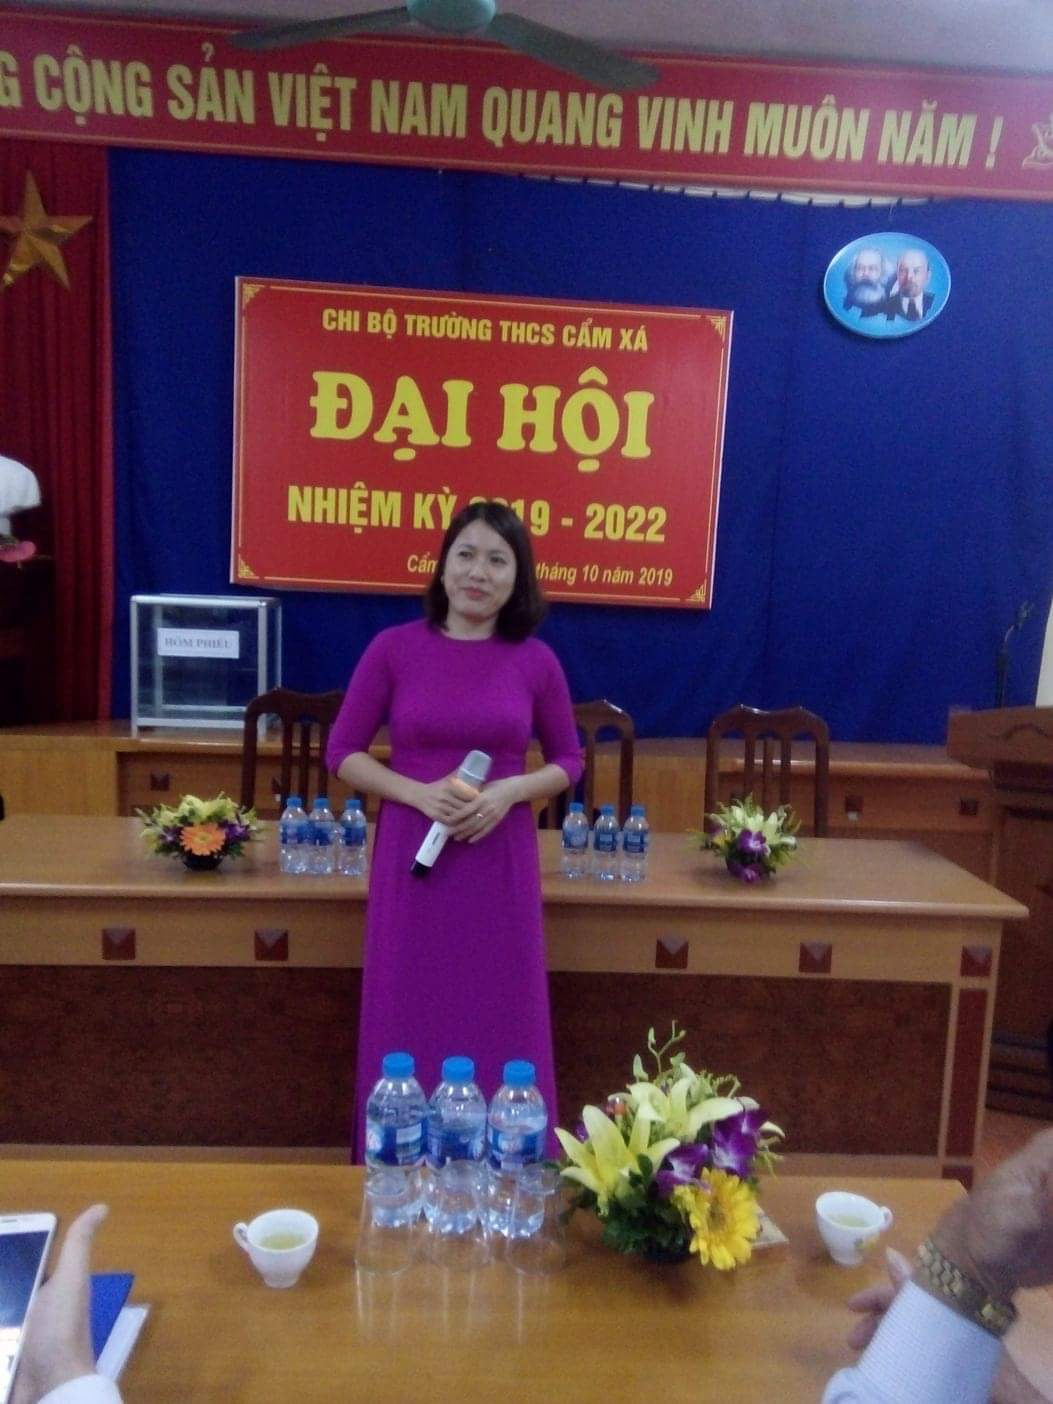 CỘNG SẢN VIỆT NAM QUANG VINH MUÔN NĂM !
CHI BỘ TRƯỜNG THCS CẨM XÁ
ĐẠI HỘI
NHIỆM KỲ 2019 - 2022
tháng 10 năm 2019
HÒM PHIẾU